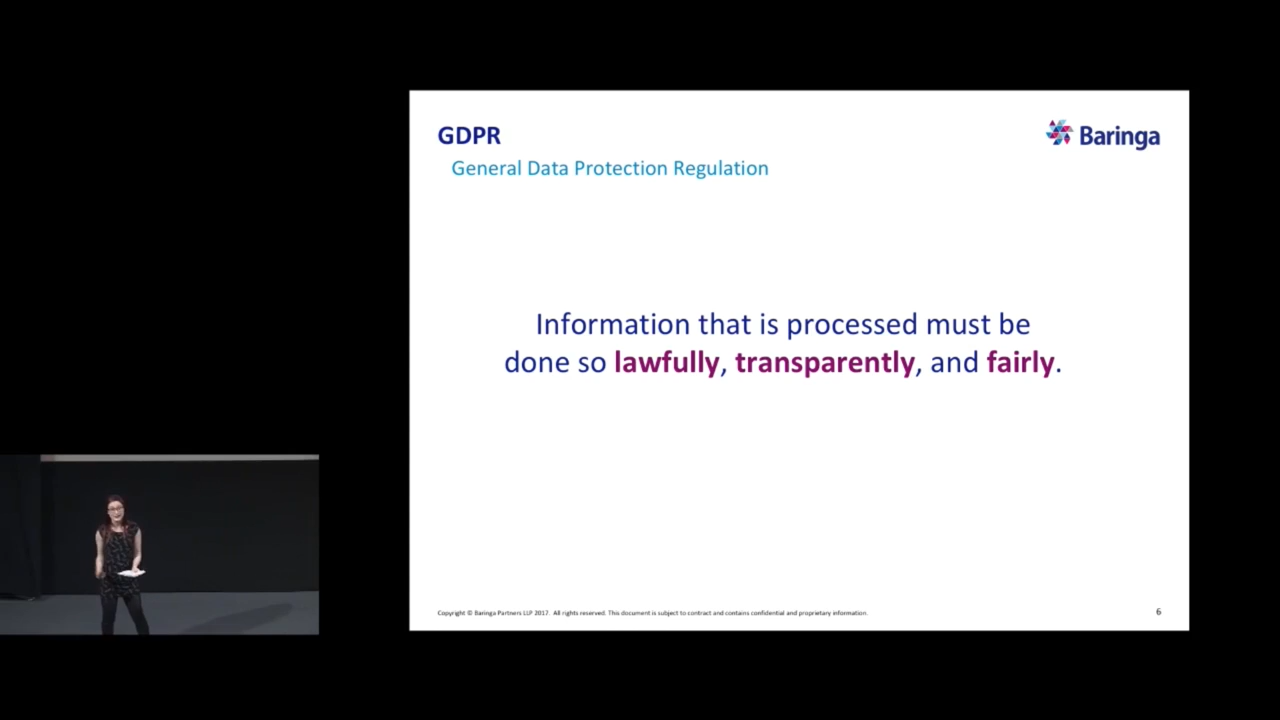 GDPR
Baringa
General Data Protection Regulation
Information that is processed must be
done so lawfully, transparently, and fairly.
Copyright © Baringa Partners LLP 2017. All rights reserved. This document is subject to contract and contains confidential and proprietary information.
6